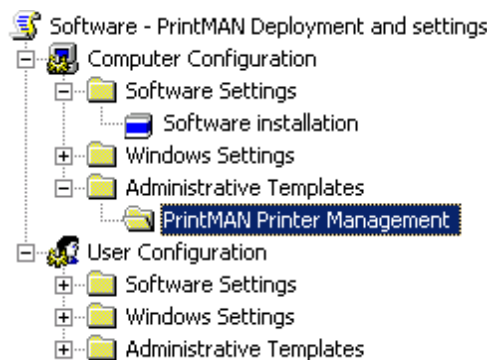 Software - PrintMAN Deployment and settings
Computer Configuration
Software Settings
Software installation
Windows Settings
Administrative Templates
PrintMAN Printer Management
User Configuration
Software Settings
Windows Settings
Administrative Templates